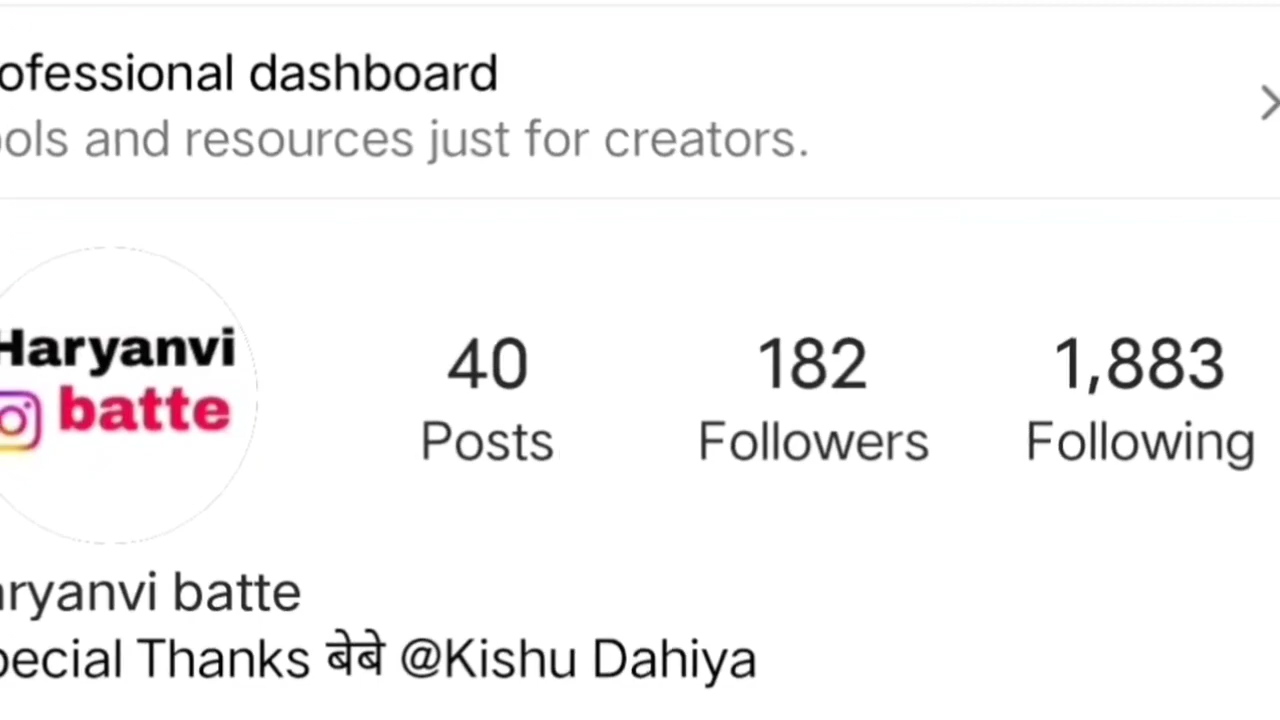 ofessional dashboard
ols and resources just for creators.
Haryanvi
batte
40
182
1,883
Posts
Followers
Following
ryanvi batte
pecial Thanks बेबे @Kishu Dahiya